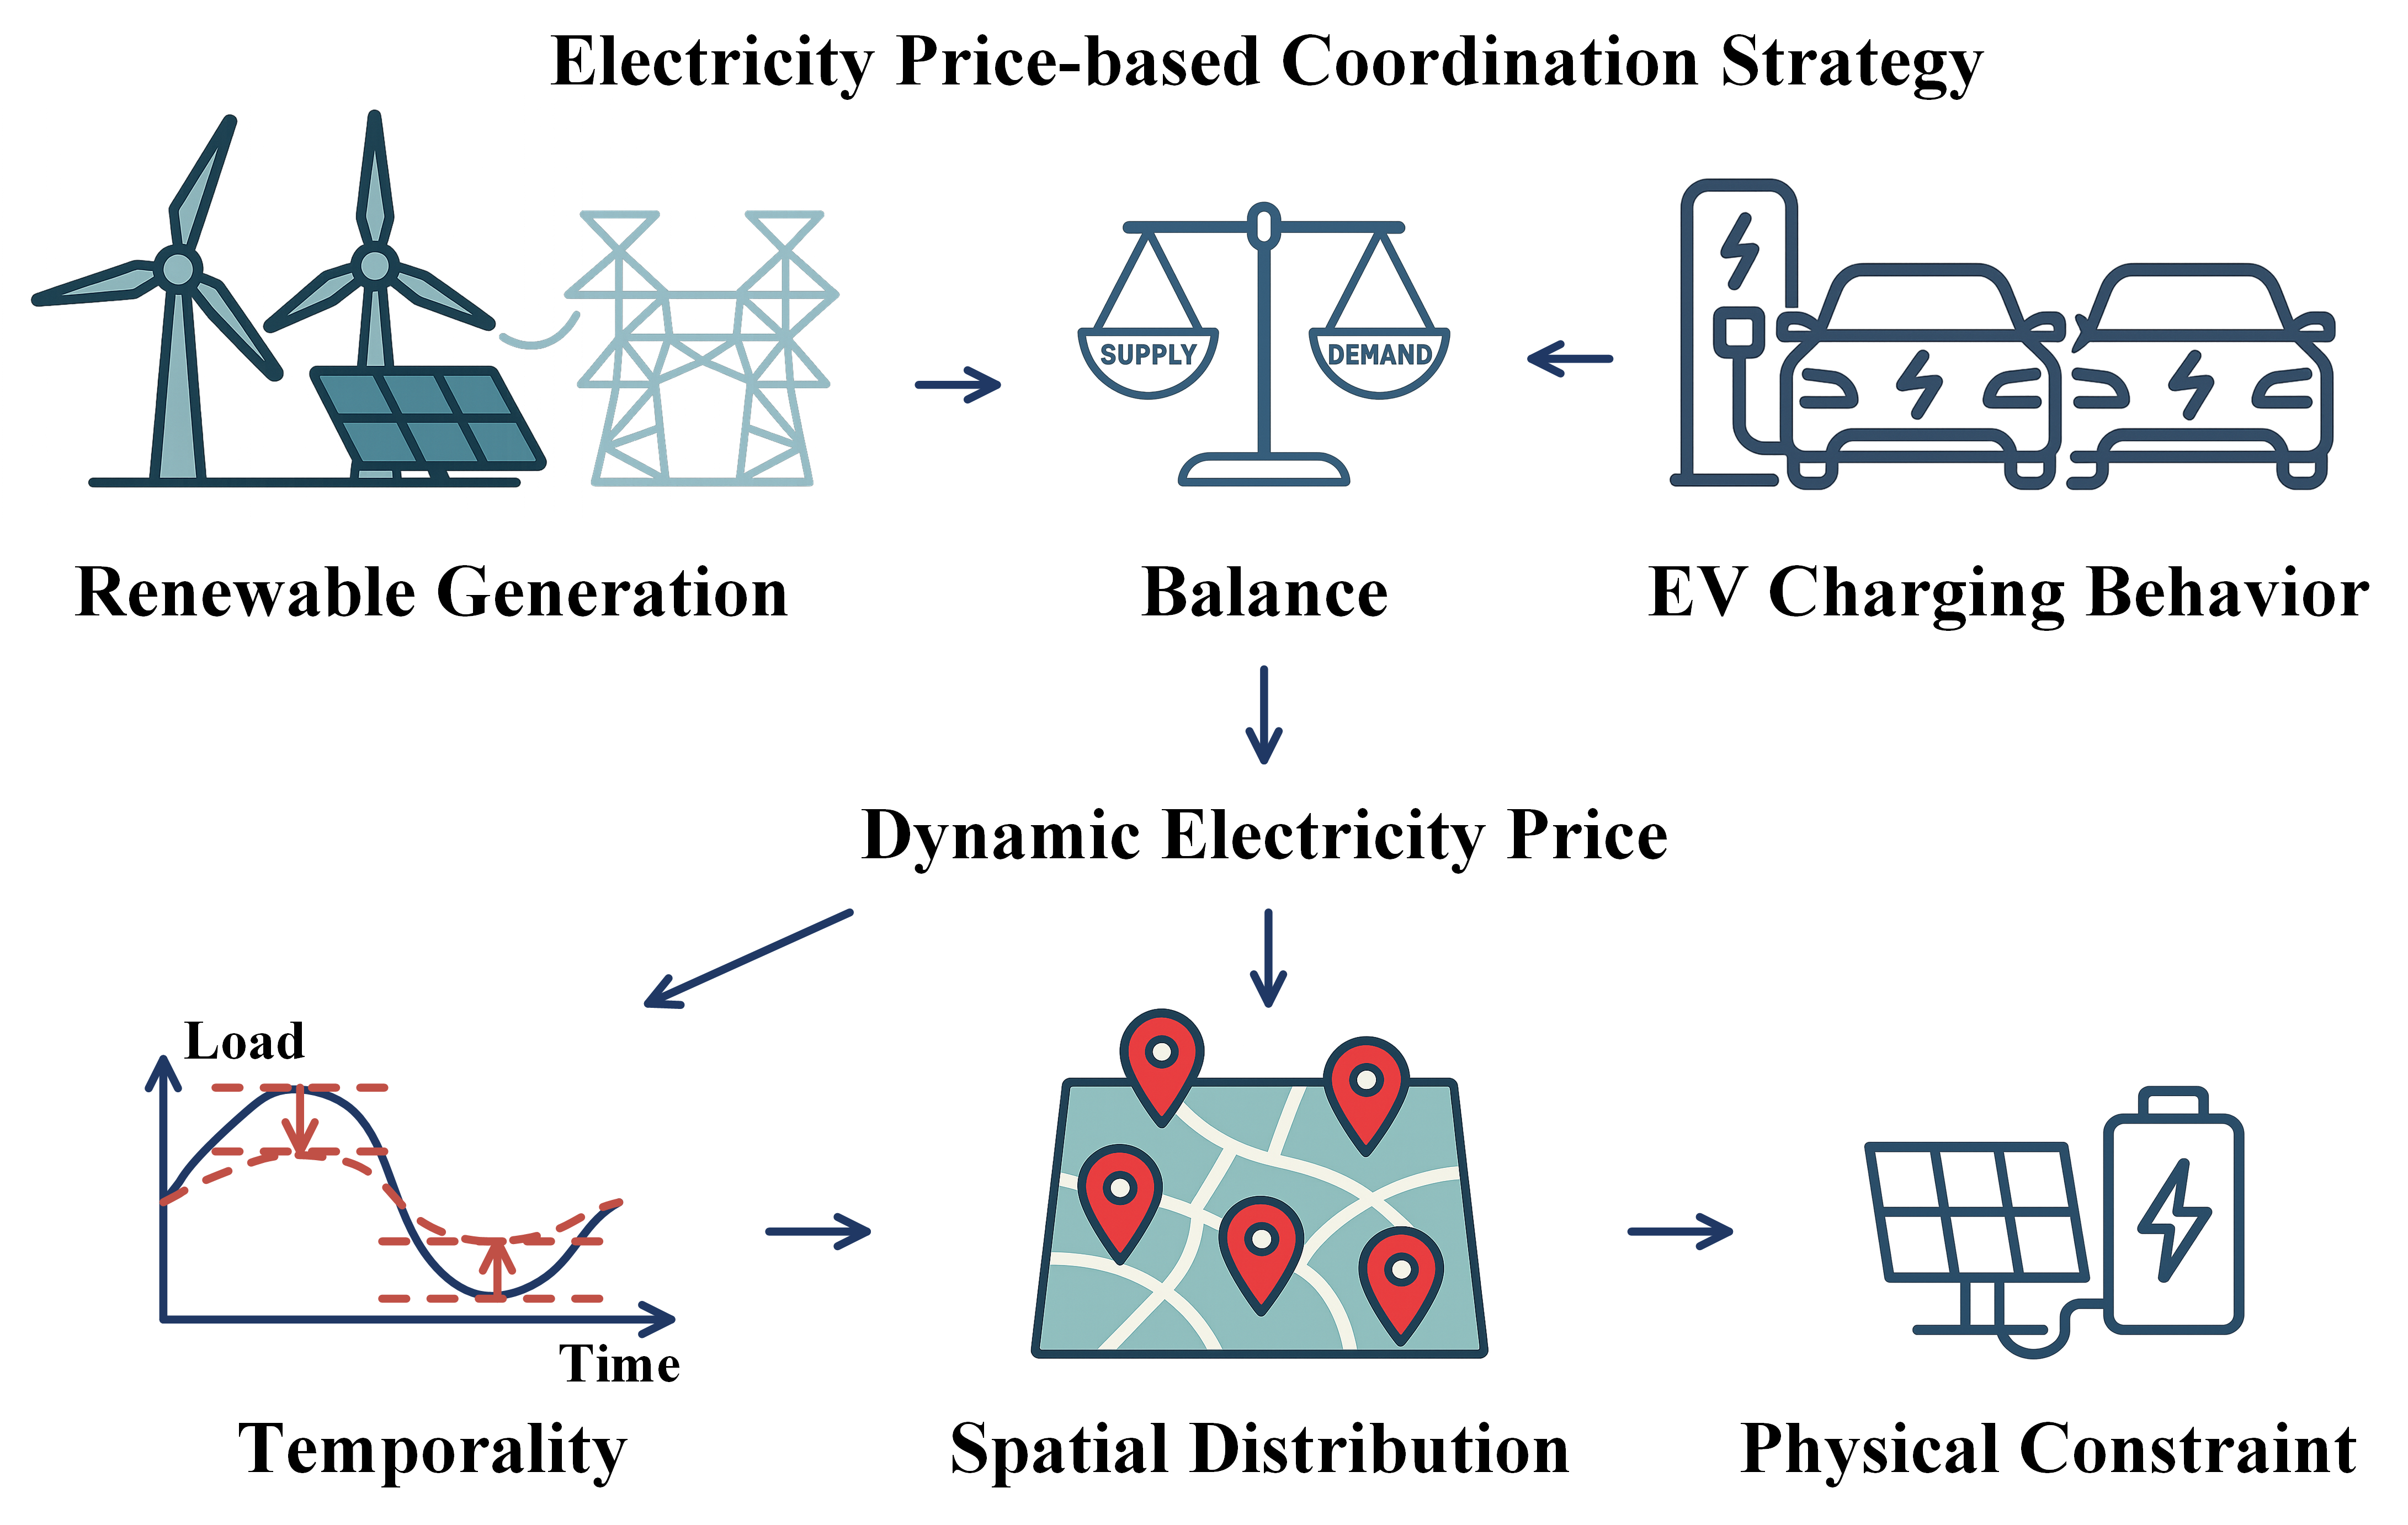 Electricity Price-based Coordination Strategy
SUPPLY
DEMAND
Renewable Generation
Balance
EV Charging Behavior
Dynamic Electricity Price
Load
Time
Temporality
Spatial Distribution
Physical Constraint